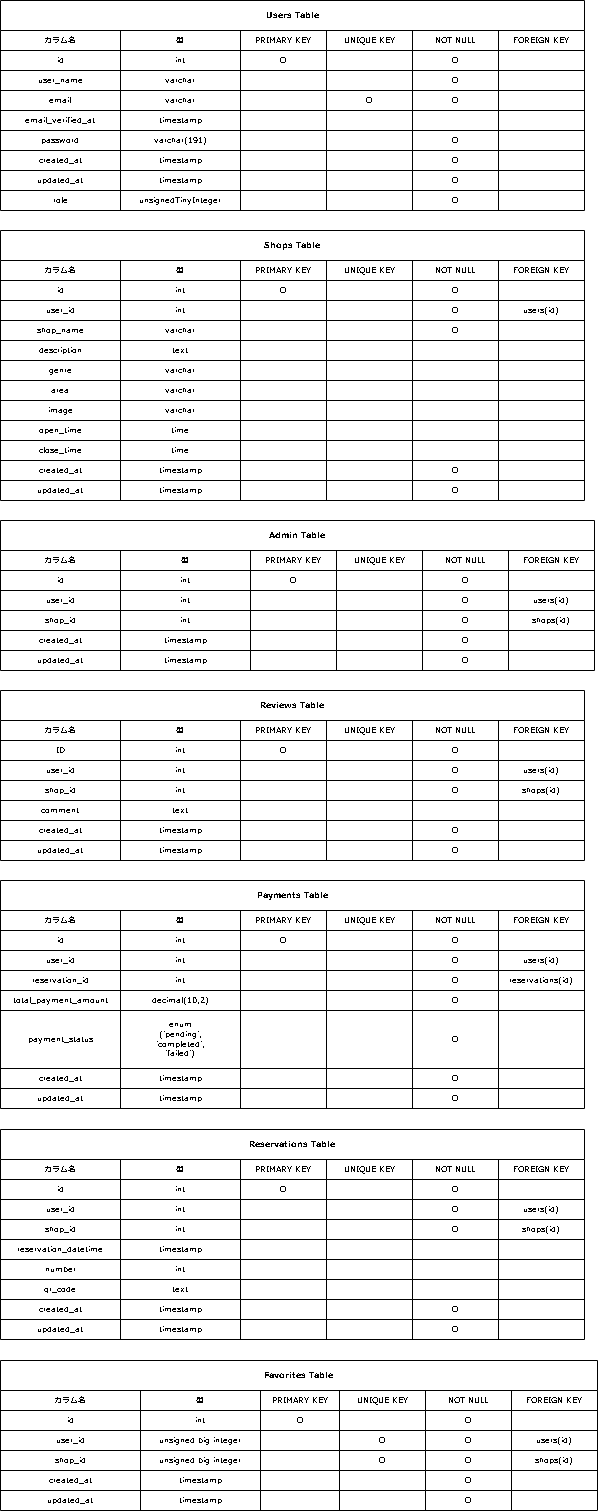 Users Table
カラム名 型 PRIMARY KEY UNIQUE KEY NOT NULL FOREIGN KEY
id int ○ ○
user_name varchar ○
email varchar ○ ○
email_verified_at timestamp
password varchar(191) ○
created_at timestamp ○
updated_at timestamp ○
role unsignedTinyInteger ○
Shops Table
カラム名 型 PRIMARY KEY UNIQUE KEY NOT NULL FOREIGN KEY
id int ○ ○
user_id int ○ users(id)
shop_name varchar ○
description text
genre varchar
area varchar
image varchar
open_time time
close_time time
created_at timestamp ○
updated_at timestamp ○
Admin Table
カラム名 型 PRIMARY KEY UNIQUE KEY NOT NULL FOREIGN KEY
id int ○ ○
user_id int ○ users(id)
shop_id int ○ shops(id)
created_at timestamp ○
updated_at timestamp ○
Reviews Table
カラム名 型 PRIMARY KEY UNIQUE KEY NOT NULL FOREIGN KEY
ID int ○ ○
user_id int ○ users(id)
shop_id int ○ shops(id)
comment text
created_at timestamp ○
updated_at timestamp ○
Payments Table
カラム名 型 PRIMARY KEY UNIQUE KEY NOT NULL FOREIGN KEY
id int ○ ○
user_id int ○ users(id)
reservation_id int ○ reservations(id)
total_payment_amount decimal(10,2) ○
payment_status enum
('pending',
'completed', ○
'failed')
created_at timestamp ○
updated_at timestamp ○
Reservations Table
カラム名 型 PRIMARY KEY UNIQUE KEY NOT NULL FOREIGN KEY
id int ○ ○
user_id int ○ users(id)
shop_id int ○ shops(id)
reservation_datetime timestamp
number int
qr_code text
created_at timestamp ○
updated_at timestamp ○
Favorites Table
カラム名 型 PRIMARY KEY UNIQUE KEY NOT NULL FOREIGN KEY
id int ○ ○
user_id unsigned big integer ○ ○ users(id)
shop_id unsigned big integer ○ ○ shops(id)
created_at timestamp ○
updated_at timestamp ○